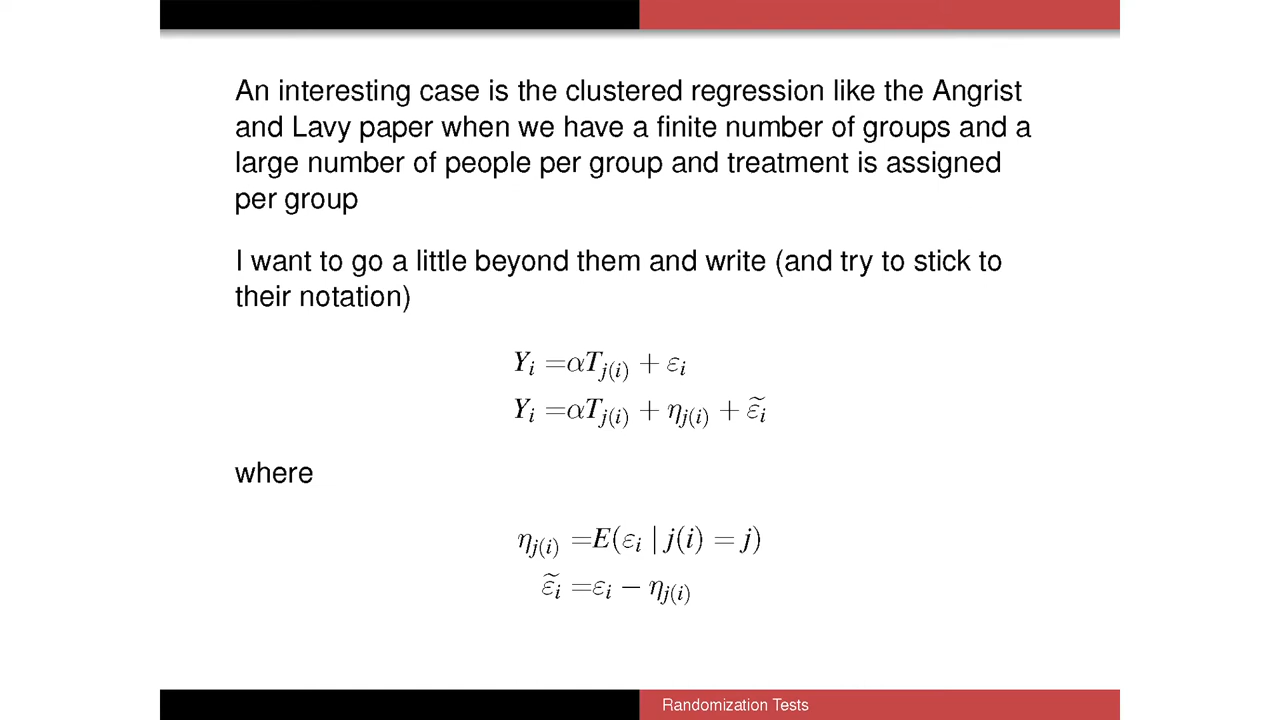 An interesting case is the clustered regression like the Angrist
and Lavy paper when we have a finite number of groups and a
large number of people per group and treatment is assigned
per group
I want to go a little beyond them and write (and try to stick to
their notation)
Y_i = αT_{j(i)} + ε_i
Y_i = αT_{j(i)} + η_{j(i)} + ε̃_i
where
η_{j(i)} = E(ε_i | j(i) = j)
ε̃_i = ε_i − η_{j(i)}
Randomization Tests